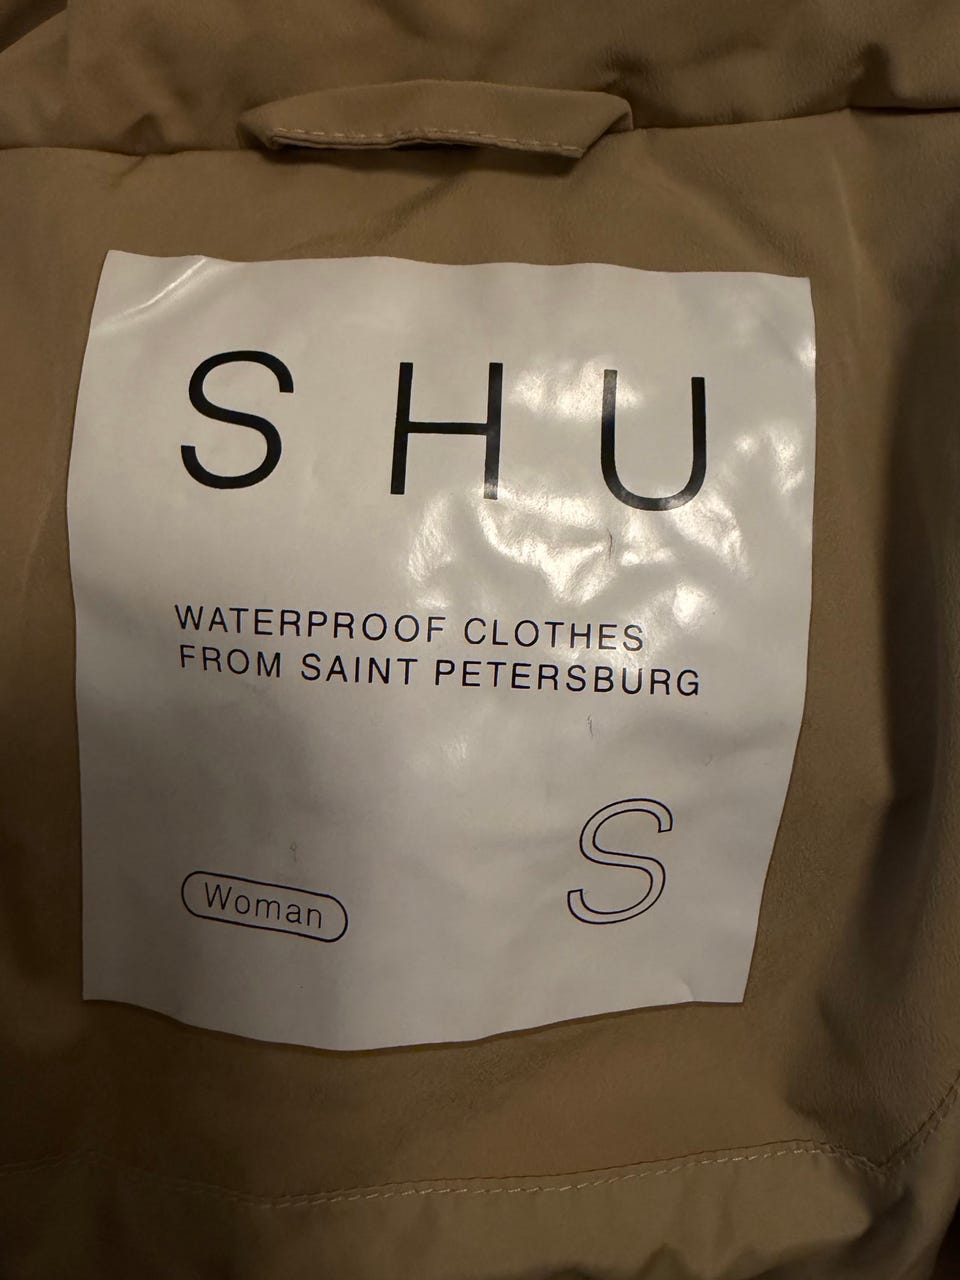 SHU
WATERPROOF CLOTHES
FROM SAINT PETERSBURG
S
Woman